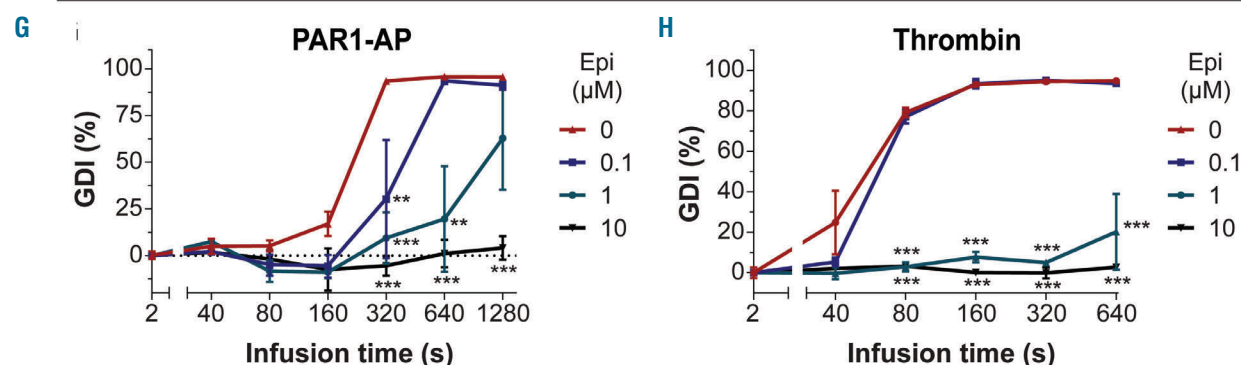 G
i
PAR1-AP
GDI (%)
100
75
50
25
0
**
**
***
***
***
***
2 40 80 160 320 640 1280
Infusion time (s)
Epi
(µM)
0
0.1
1
10
H
Thrombin
GDI (%)
100
80
60
40
20
0
*** *** *** ***
*** *** *** ***
2 40 80 160 320 640
Infusion time (s)
Epi
(µM)
0
0.1
1
10